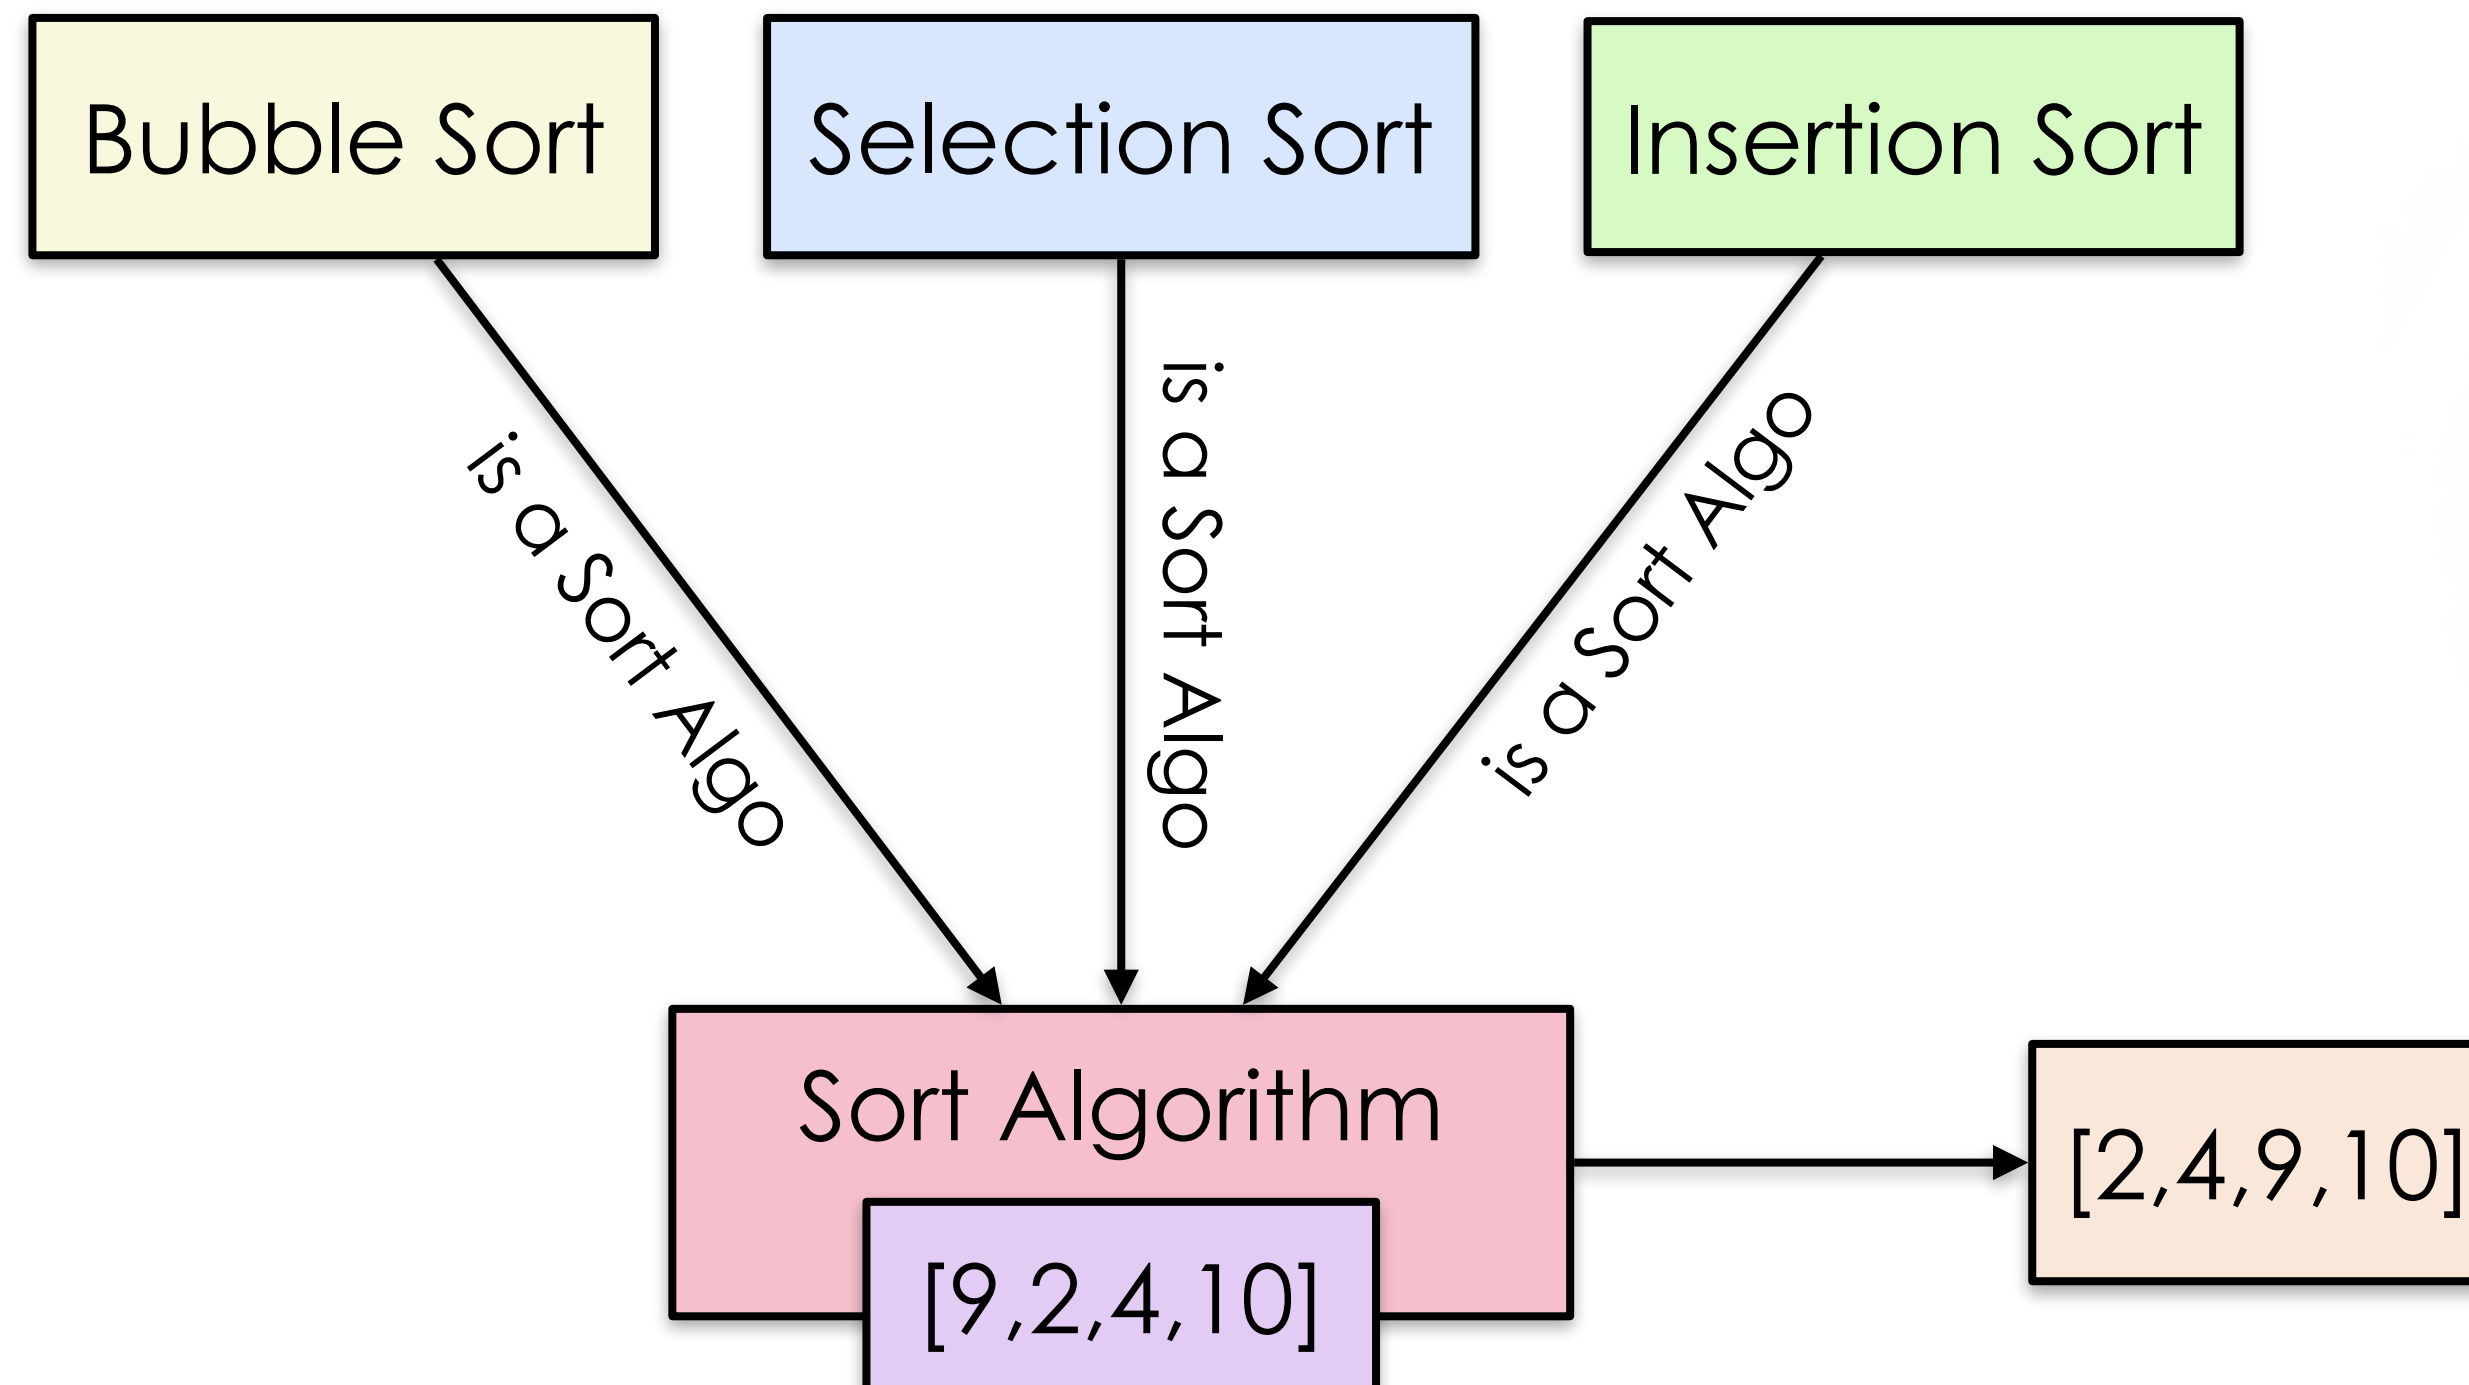 Bubble Sort
Selection Sort
Insertion Sort
is a Sort Algo
is a Sort Algo
is a Sort Algo
Sort Algorithm
[2,4,9,10]
[9,2,4,10]